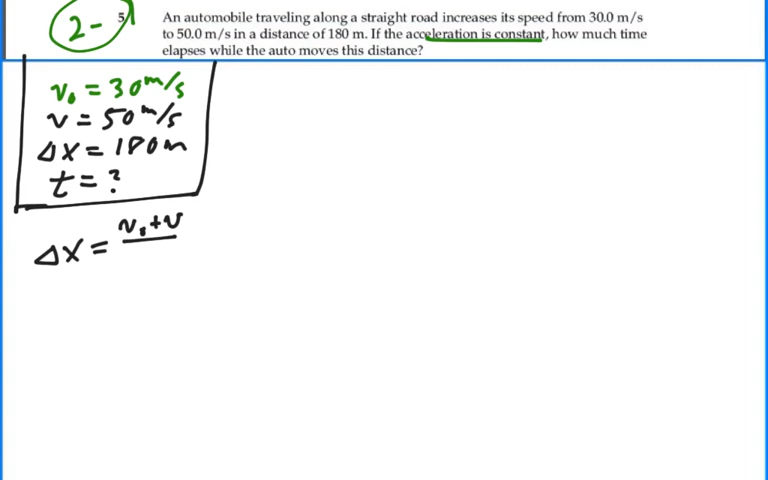 2-
5
An automobile traveling along a straight road increases its speed from 30.0 m/s
to 50.0 m/s in a distance of 180 m. If the acceleration is constant, how much time
elapses while the auto moves this distance?
v₀ = 30 m/s
v = 50 m/s
Δx = 180 m
t = ?
Δx = v₀+v